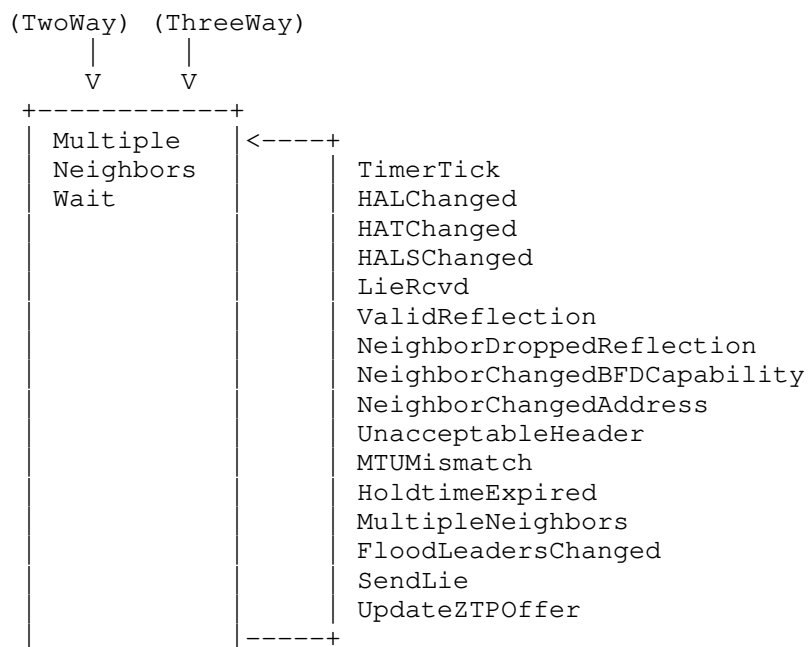 (TwoWay) (ThreeWay)
| |
V V
+------------+
| Multiple |<----+
| Neighbors | | TimerTick
| Wait | | HALChanged
| | | HATChanged
| | | HALSChanged
| | | LieRcvd
| | | ValidReflection
| | | NeighborDroppedReflection
| | | NeighborChangedBFDCapability
| | | NeighborChangedAddress
| | | UnacceptableHeader
| | | MTUMismatch
| | | HoldtimeExpired
| | | MultipleNeighbors
| | | FloodLeadersChanged
| | | SendLie
| | | UpdateZTPOffer
| |-----+